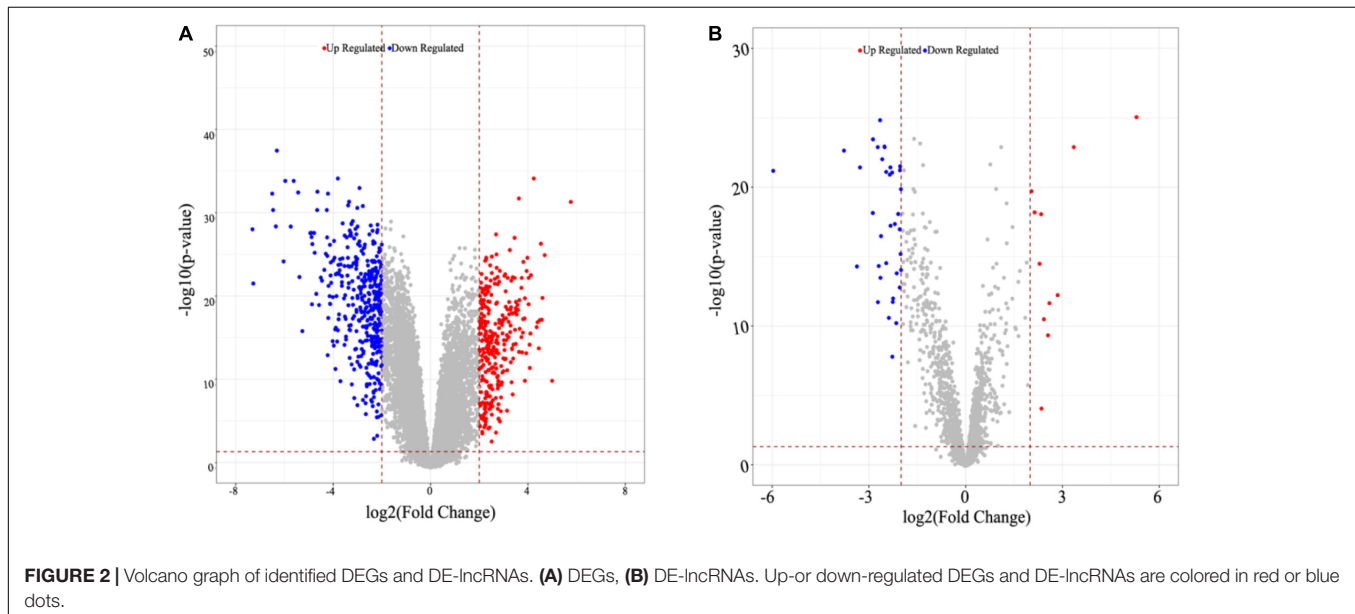 A
Up Regulated Down Regulated
50
40
30
20
10
0
-log10(p-value)
-8 -4 0 4 8
log2(Fold Change)
B
Up Regulated Down Regulated
30
20
10
0
-log10(p-value)
-6 -3 0 3 6
log2(Fold Change)
FIGURE 2 | Volcano graph of identified DEGs and DE-lncRNAs. (A) DEGs, (B) DE-lncRNAs. Up-or down-regulated DEGs and DE-lncRNAs are colored in red or blue
dots.